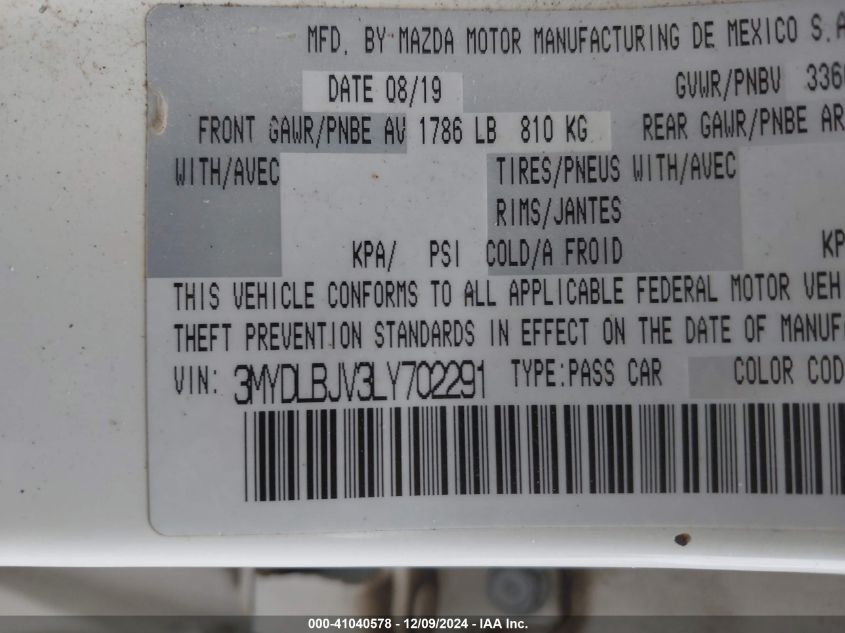 MFD. BY MAZDA MOTOR MANUFACTURING DE MEXICO S.A
DATE 08/19 GVWR/PNBV 336
FRONT GAWR/PNBE AV 1786 LB 810 KG REAR GAWR/PNBE AR
WITH/AVEC TIRES/PNEUS WITH/AVEC
RIMS/JANTES
KPA/ PSI COLD/A FROID KP
THIS VEHICLE CONFORMS TO ALL APPLICABLE FEDERAL MOTOR VEH
THEFT PREVENTION STANDARDS IN EFFECT ON THE DATE OF MANUF
VIN: 3MYDLBJV3LY702291 TYPE:PASS CAR COLOR COD
000-41040578 - 12/09/2024 - IAA Inc.